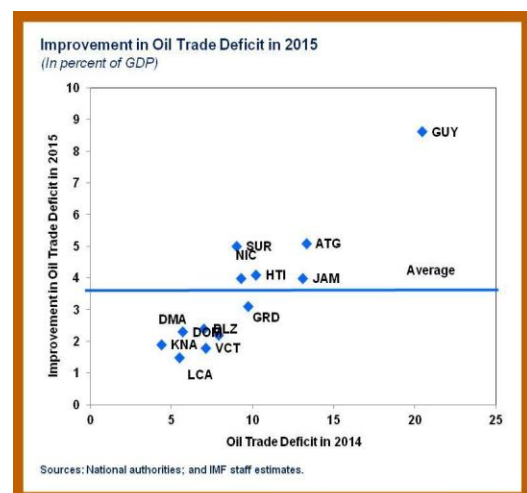 Improvement in Oil Trade Deficit in 2015
(In percent of GDP)
10
9
8
7
6
5
4
3
2
1
0
Improvement in Oil Trade Deficit in 2015
GUY
SUR
ATG
NIC
HTI
JAM
Average
GRD
DMA
DOM
BLZ
KNA
VCT
LCA
0 5 10 15 20 25
Oil Trade Deficit in 2014
Sources: National authorities; and IMF staff estimates.